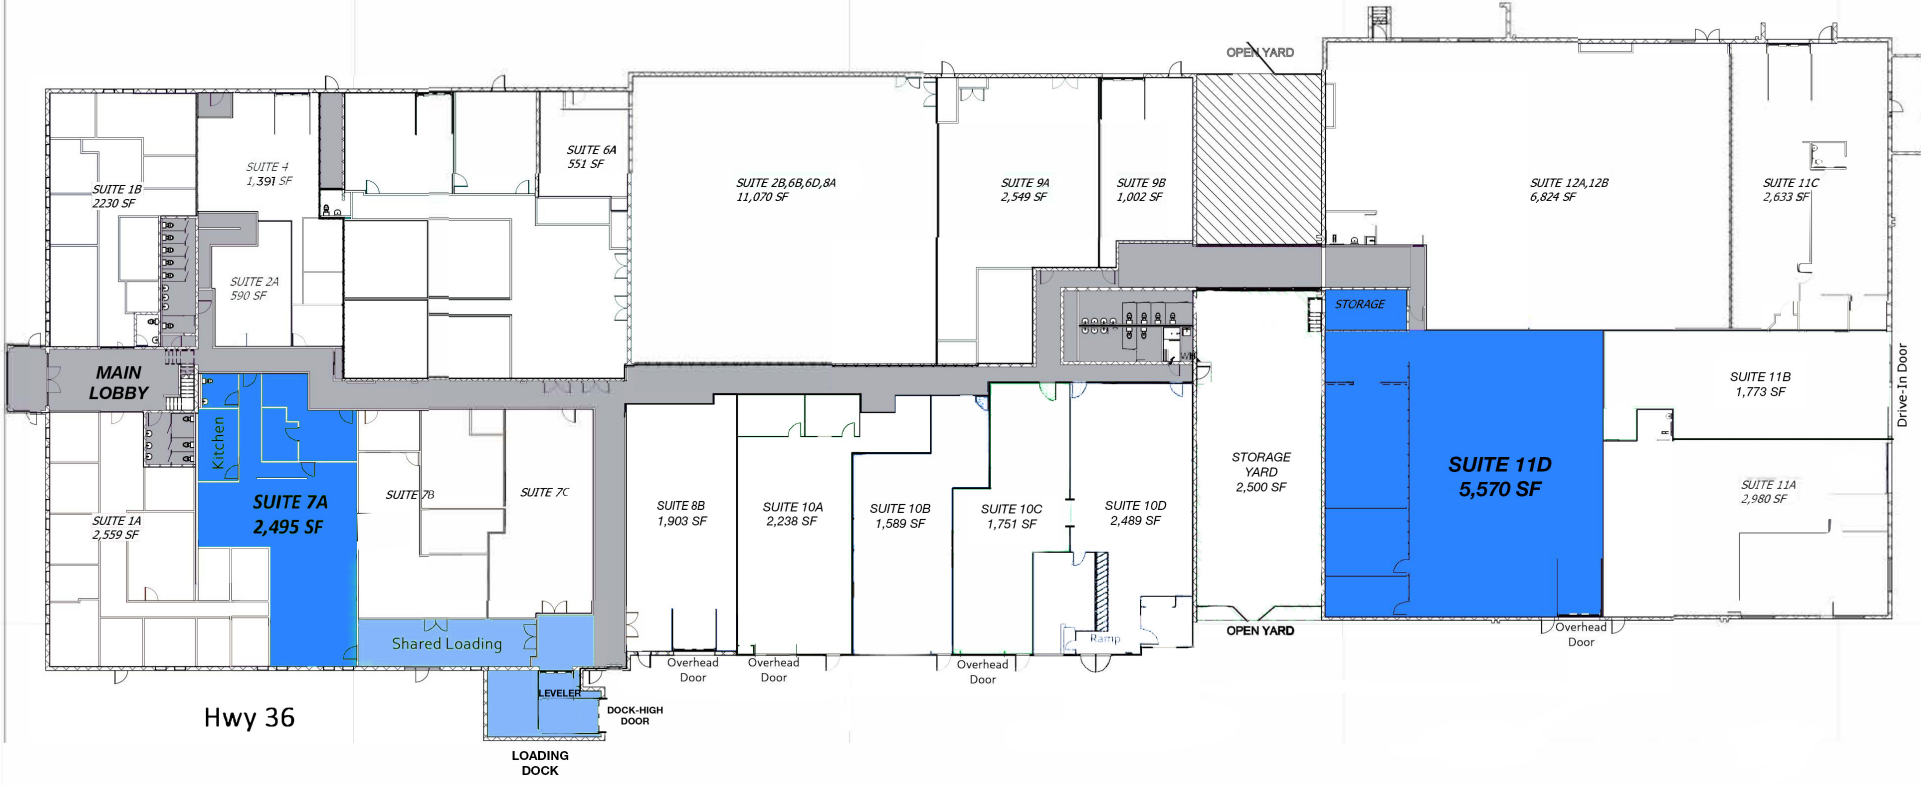 OPEN YARD
SUITE 6A
551 SF
SUITE 4
1,391 SF
SUITE 1B
2230 SF
SUITE 2B,6B,6D,8A
11,070 SF
SUITE 9A
2,549 SF
SUITE 9B
1,002 SF
SUITE 12A,12B
6,824 SF
SUITE 11C
2,633 SF
SUITE 2A
590 SF
STORAGE
MAIN
LOBBY
WH
SUITE 11B
1,773 SF
Drive-In Door
Kitchen
SUITE 7A
2,495 SF
SUITE 7B
SUITE 7C
SUITE 1A
2,559 SF
SUITE 8B
1,903 SF
SUITE 10A
2,238 SF
SUITE 10B
1,589 SF
SUITE 10C
1,751 SF
SUITE 10D
2,489 SF
STORAGE
YARD
2,500 SF
SUITE 11D
5,570 SF
SUITE 11A
2,980 SF
Shared Loading
Ramp
OPEN YARD
Overhead
Door
Overhead
Door
Overhead
Door
Overhead
Door
LEVELER
DOCK-HIGH
DOOR
Hwy 36
LOADING
DOCK